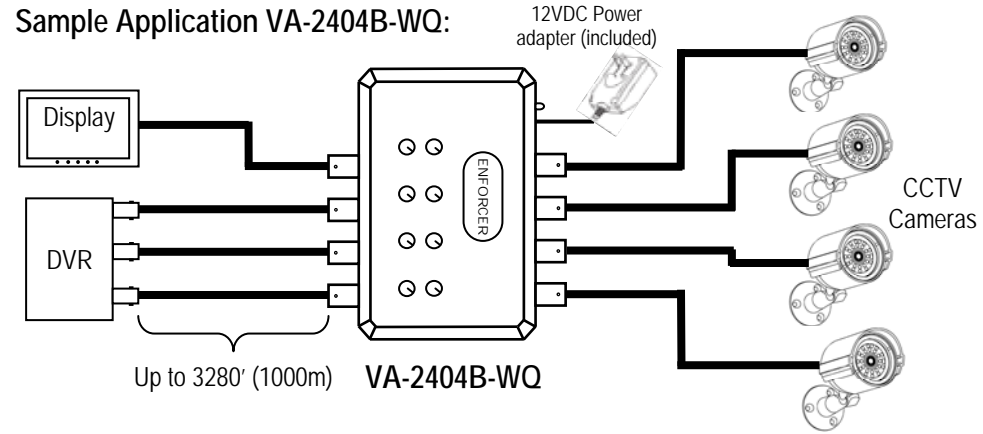 Sample Application VA-2404B-WQ:
12VDC Power
adapter (included)
Display
ENFORCER
CCTV
Cameras
DVR
Up to 3280' (1000m)
VA-2404B-WQ